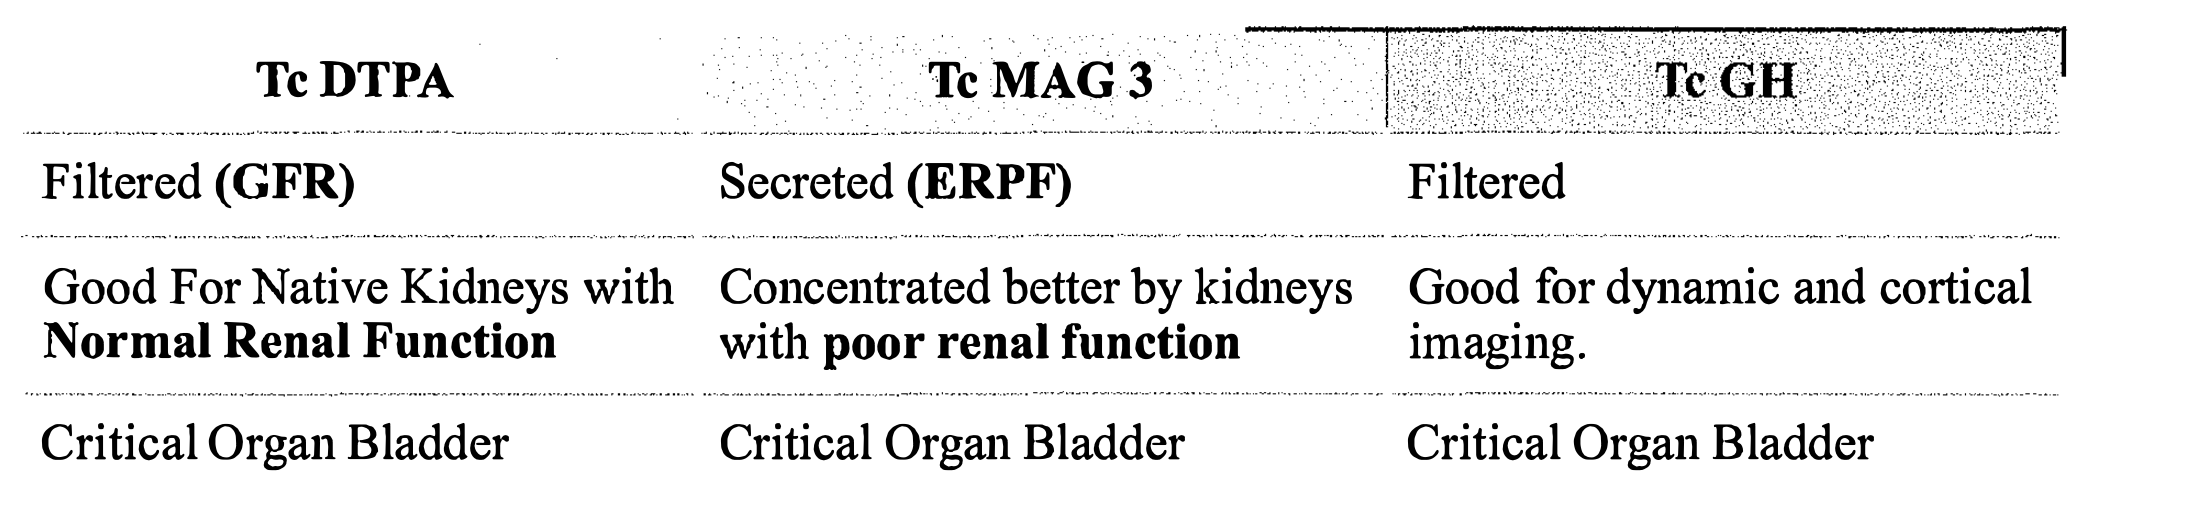 Tc DTPA Tc MAG 3 Tc GH
Filtered (GFR) Secreted (ERPF) Filtered
Good For Native Kidneys with Concentrated better by kidneys Good for dynamic and cortical
Normal Renal Function with poor renal function imaging.
Critical Organ Bladder Critical Organ Bladder Critical Organ Bladder